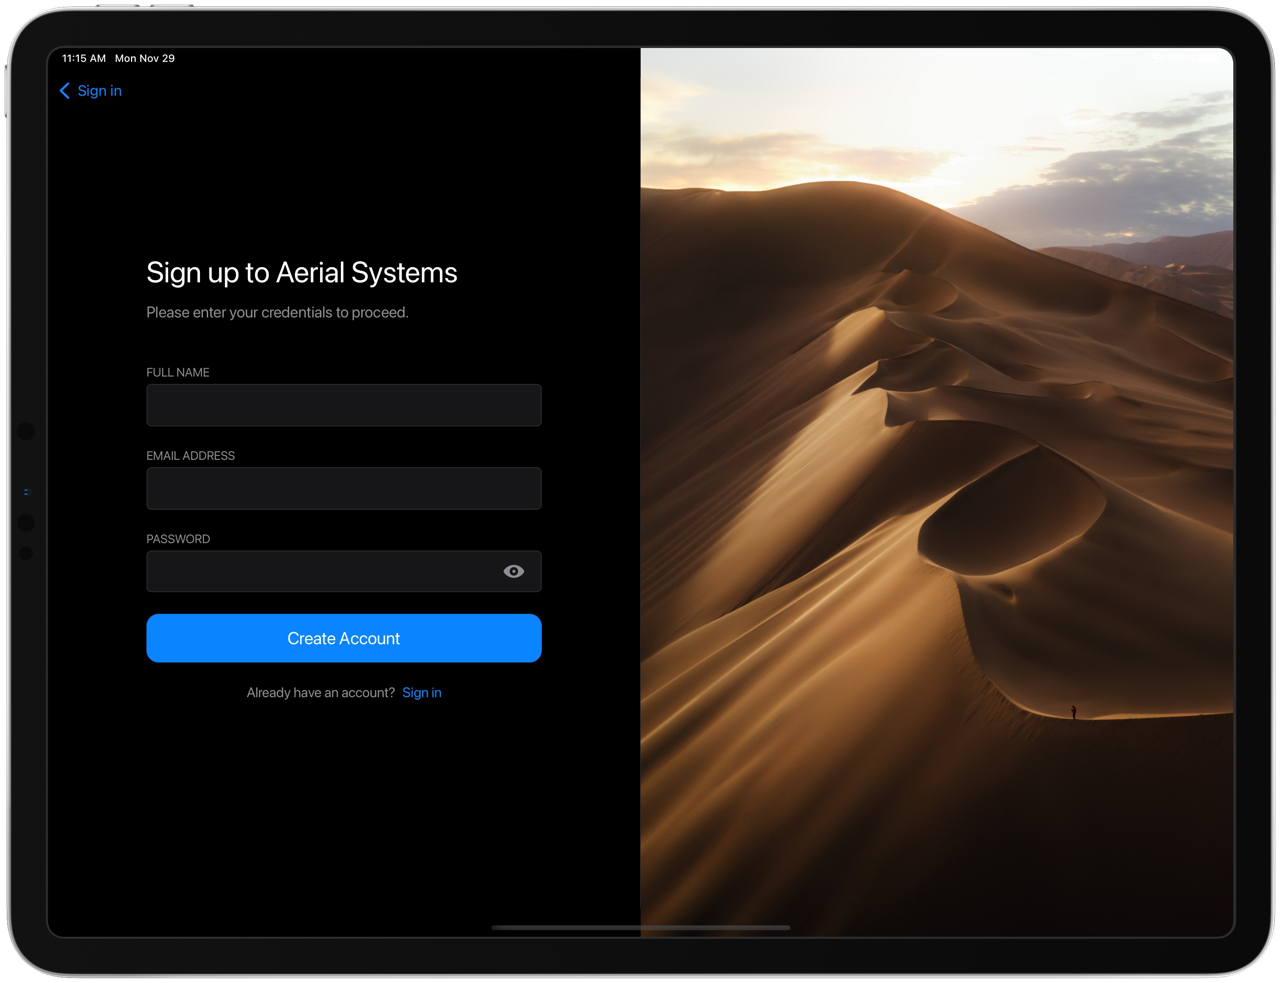 11:15 AM Mon Nov 29
Sign in
Sign up to Aerial Systems
Please enter your credentials to proceed.
FULL NAME
EMAIL ADDRESS
PASSWORD
Create Account
Already have an account? Sign in